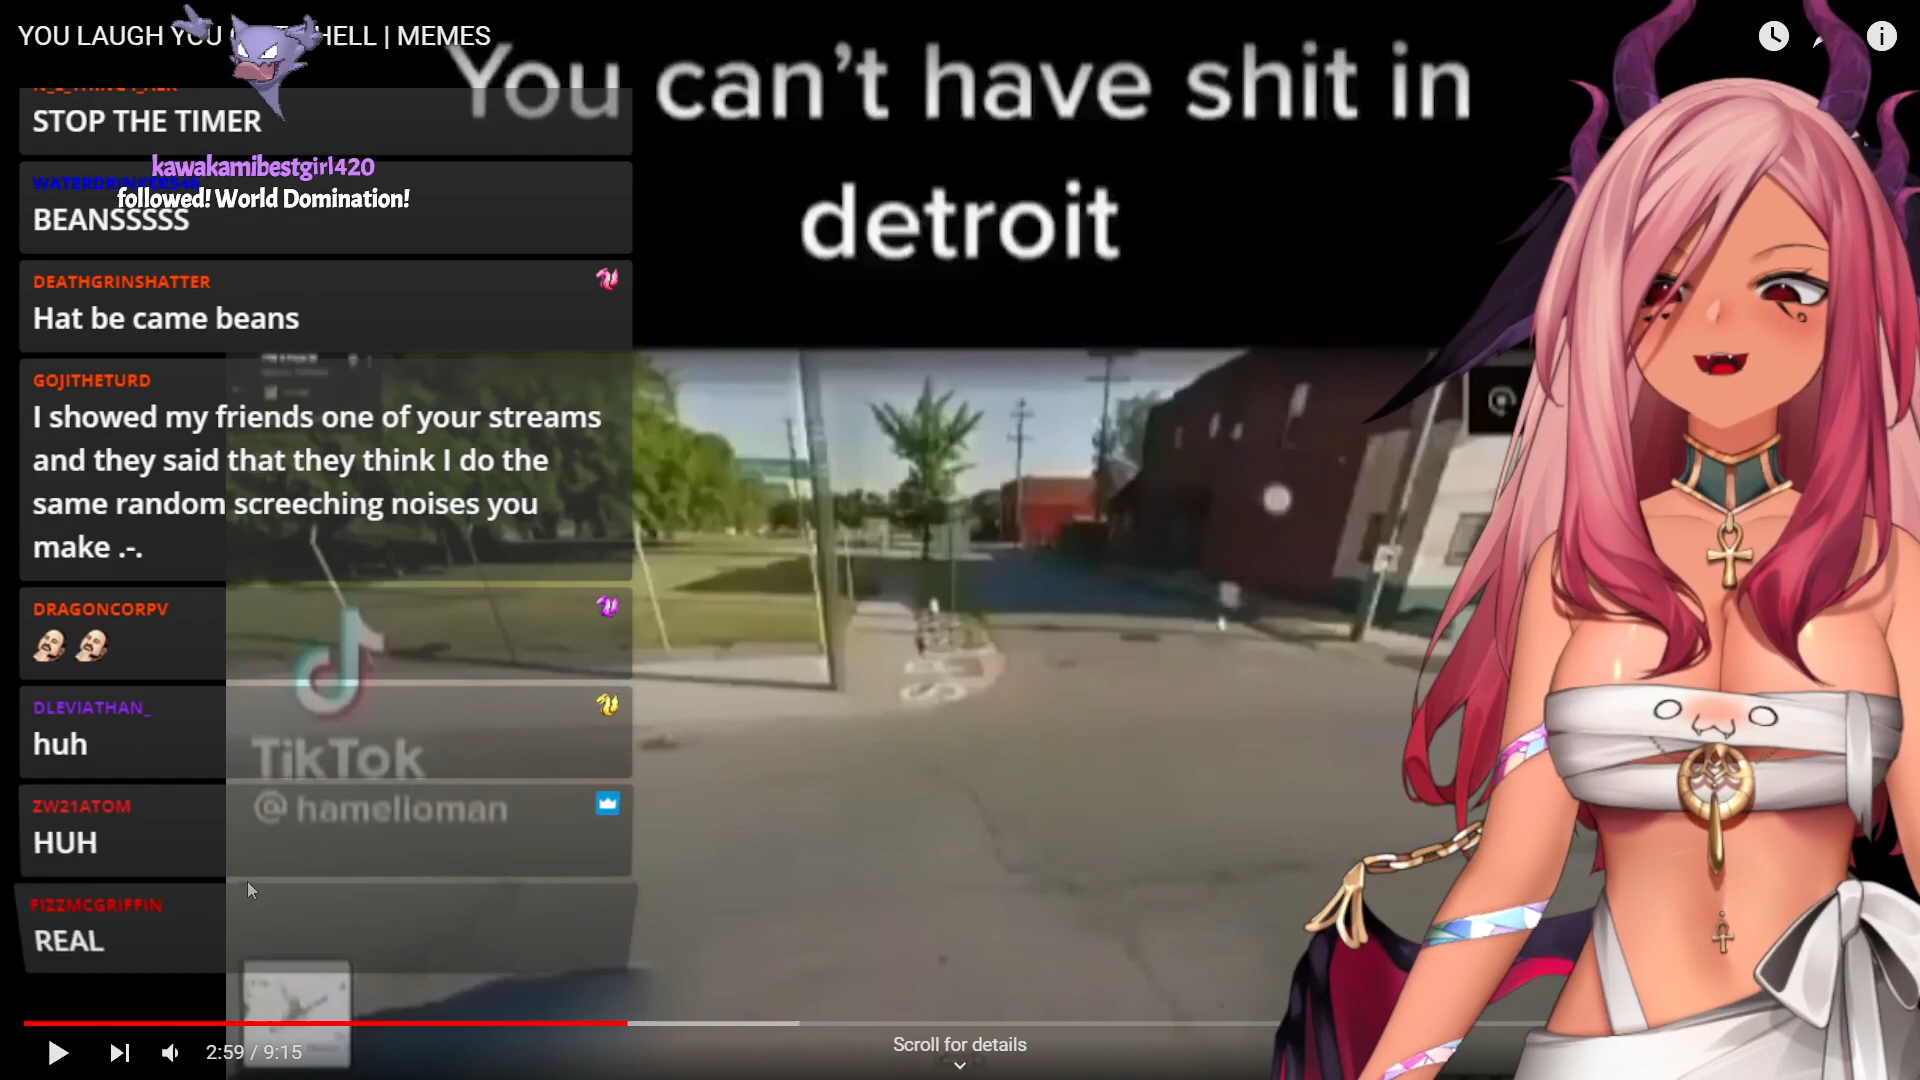 YOU LAUGH YOU HELL | MEMES
You can't have shit in
detroit
STOP THE TIMER
kawakamibestgirl420
followed! World Domination!
BEANSSSSS
DEATHGRINSHATTER
Hat be came beans
GOJITHETURD
I showed my friends one of your streams
and they said that they think I do the
same random screeching noises you
make .-.
DRAGONCORPV
DLEVIATHAN_
huh
TikTok
@hamelioman
ZW21ATOM
HUH
FIZZMCGRIFFIN
REAL
2:59 / 9:15
Scroll for details